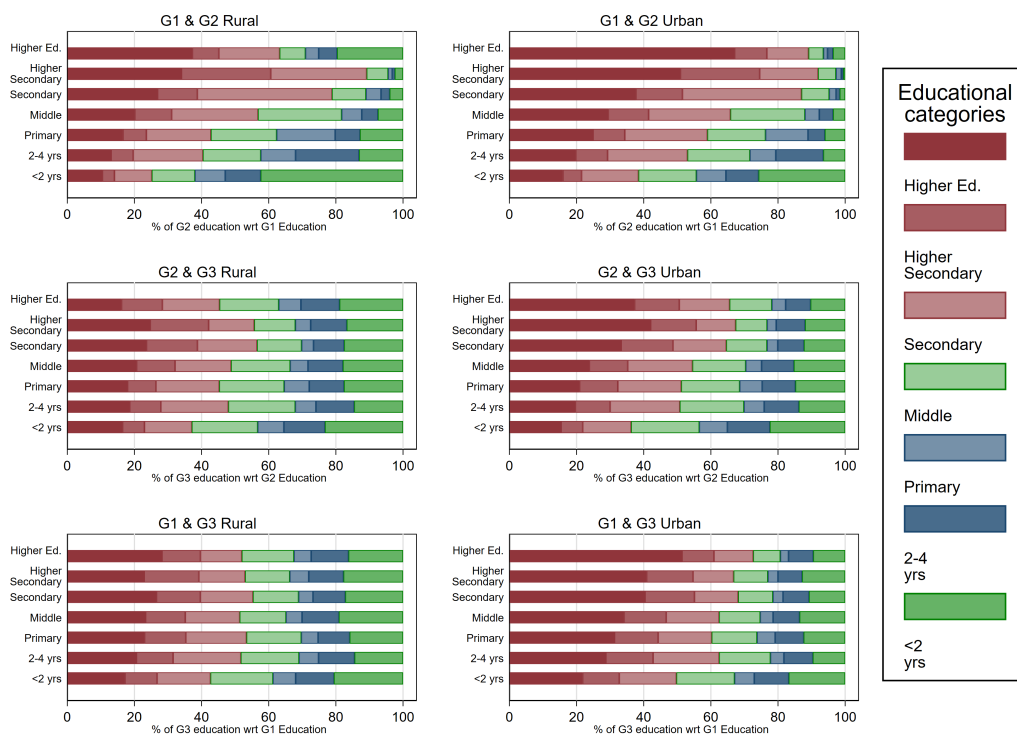 G1 & G2 Rural
Higher Ed.
Higher
Secondary
Secondary
Middle
Primary
2-4 yrs
<2 yrs
0 20 40 60 80 100
% of G2 education wrt G1 Education
G1 & G2 Urban
Higher Ed.
Higher
Secondary
Secondary
Middle
Primary
2-4 yrs
<2 yrs
0 20 40 60 80 100
% of G2 education wrt G1 Education
G2 & G3 Rural
Higher Ed.
Higher
Secondary
Secondary
Middle
Primary
2-4 yrs
<2 yrs
0 20 40 60 80 100
% of G3 education wrt G2 Education
G2 & G3 Urban
Higher Ed.
Higher
Secondary
Secondary
Middle
Primary
2-4 yrs
<2 yrs
0 20 40 60 80 100
% of G3 education wrt G2 Education
G1 & G3 Rural
Higher Ed.
Higher
Secondary
Secondary
Middle
Primary
2-4 yrs
<2 yrs
0 20 40 60 80 100
% of G3 education wrt G1 Education
G1 & G3 Urban
Higher Ed.
Higher
Secondary
Secondary
Middle
Primary
2-4 yrs
<2 yrs
0 20 40 60 80 100
% of G3 education wrt G1 Education
Educational
categories
Higher Ed.
Higher
Secondary
Secondary
Middle
Primary
2-4
yrs
<2
yrs